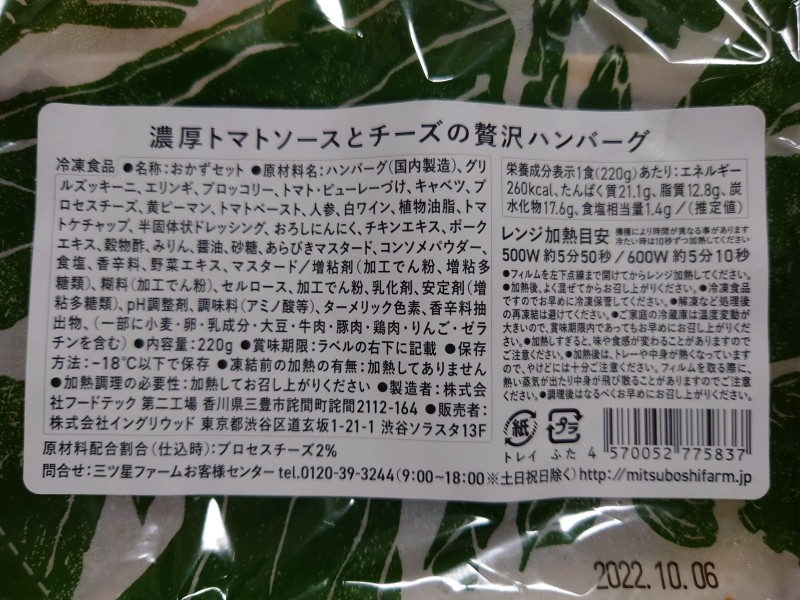 濃厚トマトソースとチーズの贅沢ハンバーグ
冷凍食品 ●名称:おかずセット ●原材料名:ハンバーグ(国内製造)、グリ
ルズッキーニ、エリンギ、ブロッコリー、トマト・ピューレーづけ、キャベツ、プ
ロセスチーズ、黄ピーマン、トマトペースト、人参、白ワイン、植物油脂、トマ
トケチャップ、半固体状ドレッシング、おろしにんにく、チキンエキス、ポーク
エキス、穀物酢、みりん、醤油、砂糖、あらびきマスタード、コンソメパウダー、
食塩、香辛料、野菜エキス、マスタード/増粘剤(加工でん粉、増粘多
糖類)、糊料(加工でん粉)、セルロース、加工でん粉、乳化剤、安定剤(増
粘多糖類)、pH調整剤、調味料(アミノ酸等)、ターメリック色素、香辛料抽
出物、(一部に小麦・卵・乳成分・大豆・牛肉・豚肉・鶏肉・りんご・ゼラ
チンを含む) ●内容量:220g ●賞味期限:ラベルの右下に記載 ●保存
方法:−18℃以下で保存 ●凍結前の加熱の有無:加熱してありません
●加熱調理の必要性:加熱してお召し上がりください ●製造者:株式会
社フードテック 第二工場 香川県三豊市詫間町詫間2112-164 ●販売者:
株式会社イングリウッド 東京都渋谷区道玄坂1-21-1 渋谷ソラスタ13F
原材料配合割合(仕込時):プロセスチーズ2%
問合せ:三ツ星ファームお客様センター tel.0120-39-3244(9:00~18:00※土日祝日除く)http://mitsuboshifarm.jp
栄養成分表示1食(220g)あたり:エネルギー
260kcal、たんぱく質21.1g、脂質12.8g、炭
水化物17.6g、食塩相当量1.4g/(推定値)
レンジ加熱目安 機種により時間が異なる事があります
冷たい時は10秒ずつ加熱してください
500W 約5分50秒/600W 約5分10秒
●フィルムを左下点線まで開けてからレンジ加熱してください。
●加熱後、よく混ぜてからお召し上がりください。●冷凍食品
ですのでお早めに冷凍保管してください。●解凍など処理後
の再凍結は避けてください。●ご家庭の冷蔵庫は温度変動が
大きいので、賞味期限内であってもお早めにお召し上がりくだ
さい。●加熱しすぎると、味や食感が変わることがありますので
ご注意ください。●加熱後は、トレーや中身が熱くなっています
ので、やけどには十分ご注意ください。フィルムを取る際に、
熱い蒸気が出たり中身が飛び散ることがありますのでご注意
ください。●調理後はなるべくお早めにお召し上がりください。
紙 プラ
トレイ ふた 4 570052 775837
2022.10.06